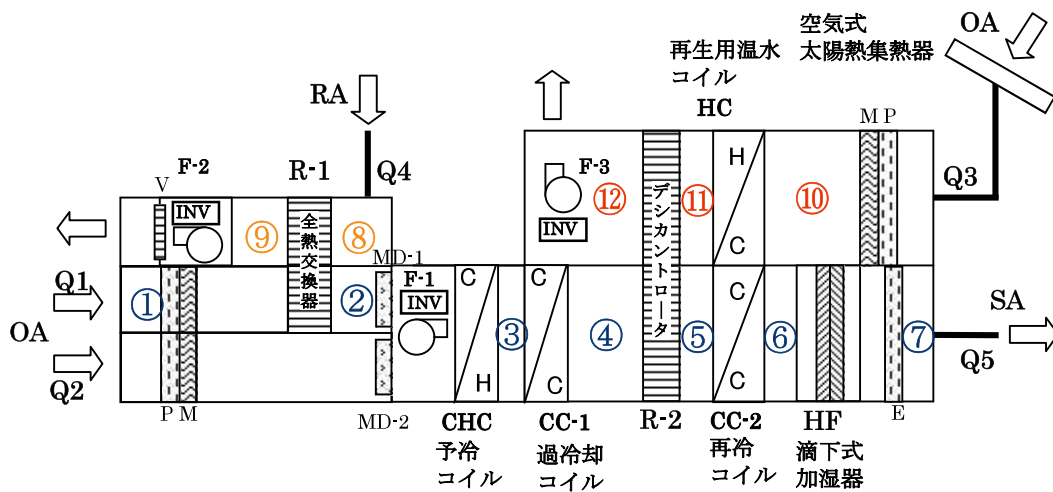 空気式
太陽熱集熱器
OA
再生用温水
コイル
HC
RA
M P
F-2
R-1
Q4
F-3
デシカントロータ
H
C
⑫
⑪
⑩
Q3
V
INV
INV
⑨
全熱交換器
⑧
MD-1
Q1
OA
Q2
①
②
F-1
INV
C
H
③
C
C
④
⑤
C
C
⑥
⑦
SA
Q5
P M
MD-2
E
CHC
予冷
コイル
CC-1
過冷却
コイル
R-2
CC-2
再冷
コイル
HF
滴下式
加湿器